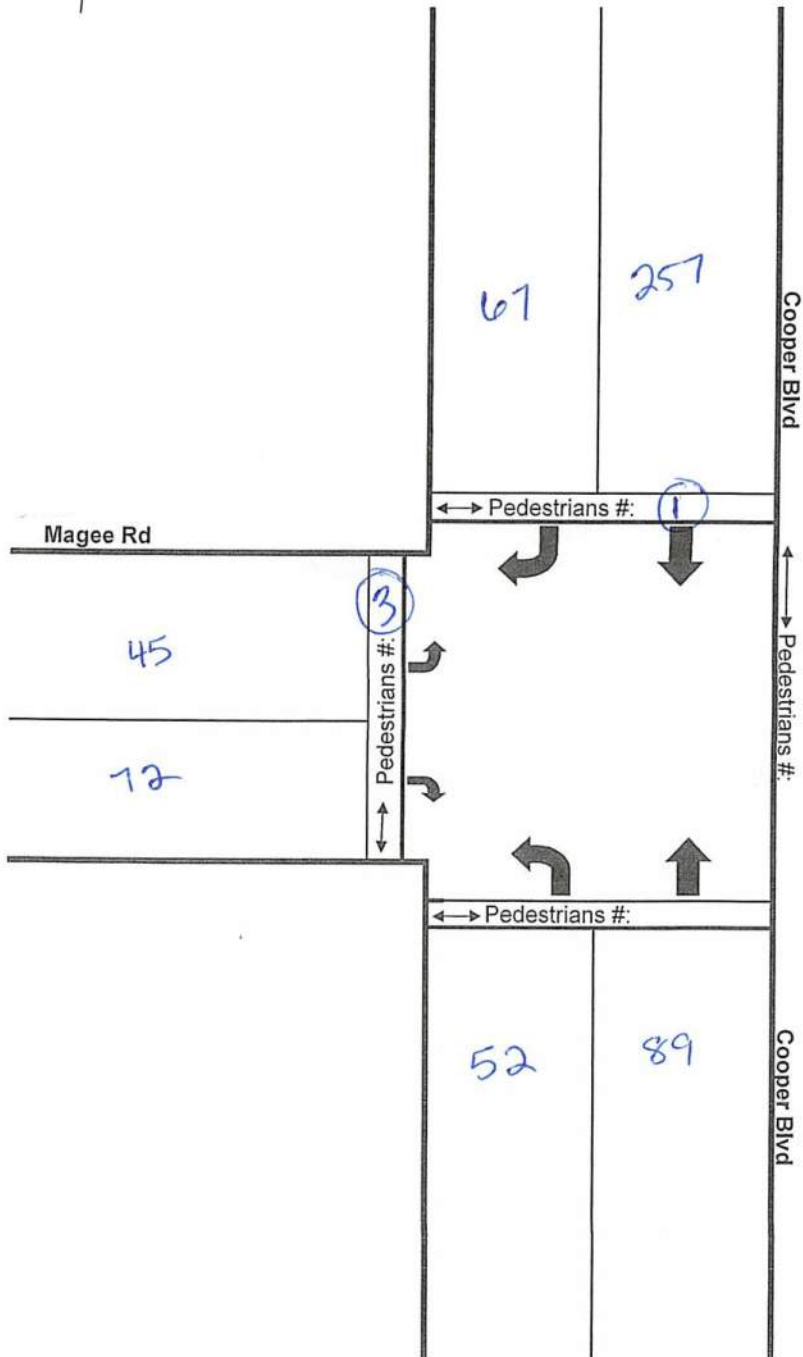 Cooper Blvd
67
257
Pedestrians #: 1
Magee Rd
45
72
Pedestrians #: 3
Pedestrians #:
Pedestrians #:
52
89
Cooper Blvd